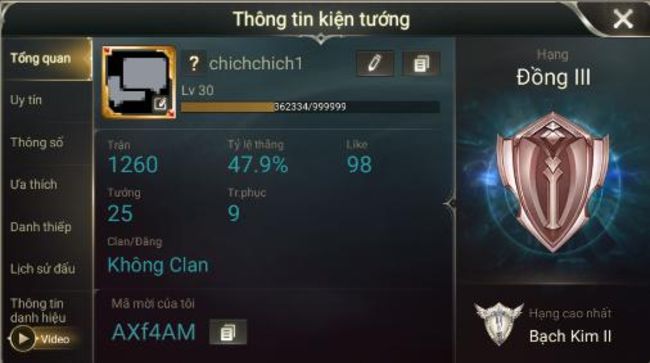 Thông tin kiện tướng
Tổng quan
Uy tín
Thông số
Ưa thích
Danh thiếp
Lịch sử đấu
Thông tin
danh hiệu
Video
? chichchich1
Lv 30
362334/999999
Trận
1260
Tỷ lệ thắng
47.9%
Like
98
Tướng
25
Tr.phục
9
Clan/Đảng
Không Clan
Mã mời của tôi
AXf4AM
Hạng
Đồng III
Hạng cao nhất
Bạch Kim II